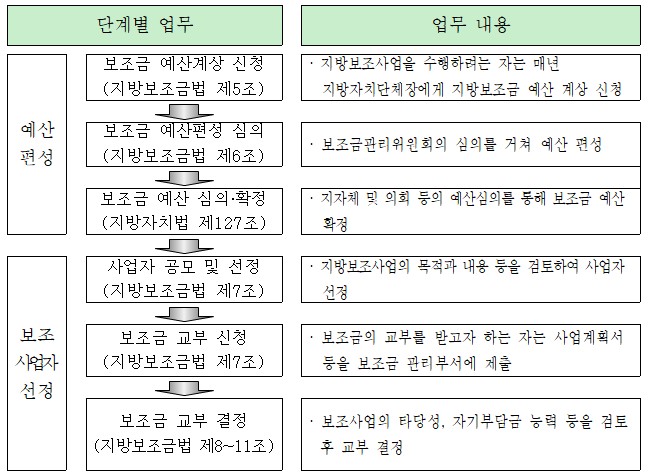 단계별 업무
업무 내용
예산
편성
보조금 예산계상 신청
(지방보조금법 제5조)
· 지방보조사업을 수행하려는 자는 매년
지방자치단체장에게 지방보조금 예산 계상 신청
보조금 예산편성 심의
(지방보조금법 제6조)
· 보조금관리위원회의 심의를 거쳐 예산 편성
보조금 예산 심의·확정
(지방자치법 제127조)
· 지자체 및 의회 등의 예산심의를 통해 보조금 예산
확정
보조
사업자
선정
사업자 공모 및 선정
(지방보조금법 제7조)
· 지방보조사업의 목적과 내용 등을 검토하여 사업자
선정
보조금 교부 신청
(지방보조금법 제7조)
· 보조금의 교부를 받고자 하는 자는 사업계획서
등을 보조금 관리부서에 제출
보조금 교부 결정
(지방보조금법 제8~11조)
· 보조사업의 타당성, 자기부담금 능력 등을 검토
후 교부 결정